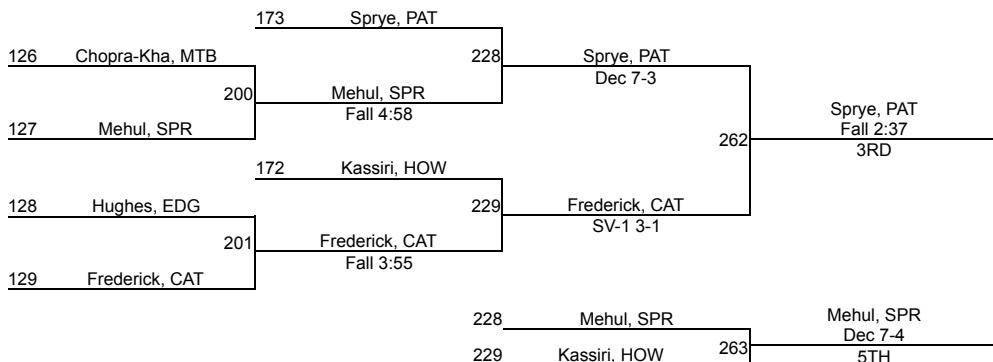 173 Sprye, PAT
126 Chopra-Kha, MTB
228
Sprye, PAT
Dec 7-3
200
Mehul, SPR
Fall 4:58
127 Mehul, SPR
262
Sprye, PAT
Fall 2:37
3RD
172 Kassiri, HOW
128 Hughes, EDG
229
Frederick, CAT
SV-1 3-1
201
Frederick, CAT
Fall 3:55
129 Frederick, CAT
228 Mehul, SPR
263
Mehul, SPR
Dec 7-4
5TH
229 Kassiri, HOW